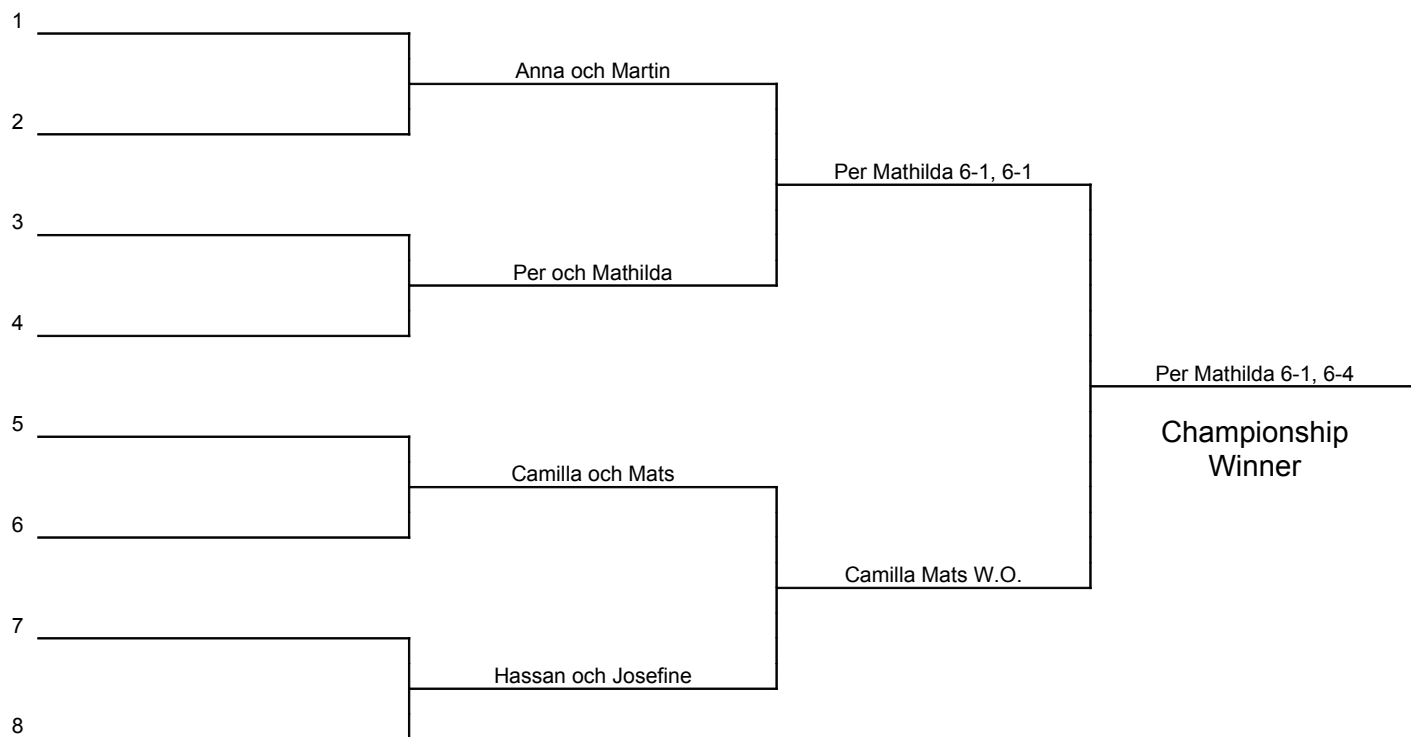 1
Anna och Martin
2
Per Mathilda 6-1, 6-1
3
Per och Mathilda
4
Per Mathilda 6-1, 6-4
5
Championship
Winner
Camilla och Mats
6
Camilla Mats W.O.
7
Hassan och Josefine
8